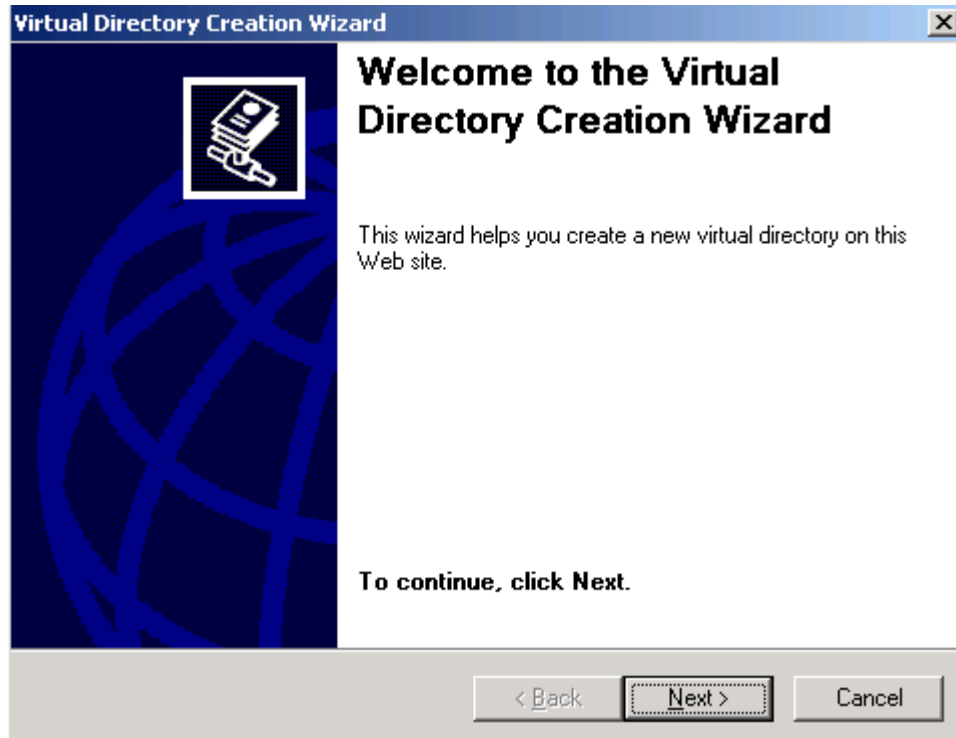 Virtual Directory Creation Wizard
Welcome to the Virtual
Directory Creation Wizard
This wizard helps you create a new virtual directory on this
Web site.
To continue, click Next.
< Back
Next >
Cancel